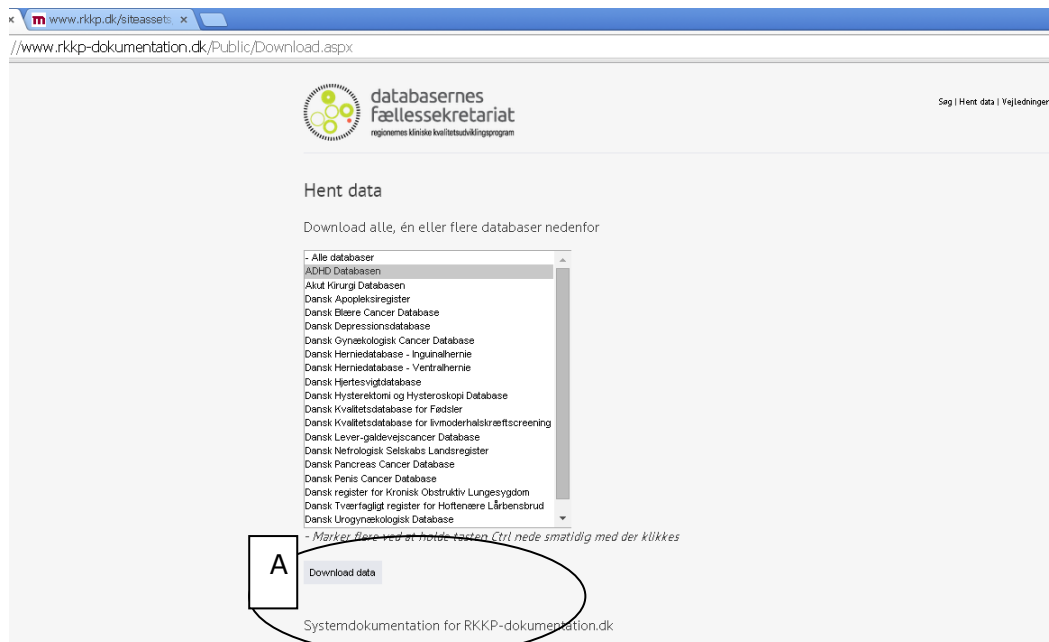 www.rkkp.dk/siteassets
//www.rkkp-dokumentation.dk/Public/Download.aspx
databasernes
fællessekretariat
regionernes kliniske kvalitetsudviklingsprogram
Søg | Hent data | Vejledninger
Hent data
Download alle, én eller flere databaser nedenfor
- Alle databaser
ADHD Databasen
Akut Kirurgi Databasen
Dansk Apopleksiregister
Dansk Blære Cancer Database
Dansk Depressionsdatabase
Dansk Gynækologisk Cancer Database
Dansk Herniedatabase - Inguinalhernie
Dansk Herniedatabase - Ventralhernie
Dansk Hjertesvigtdatabase
Dansk Hysterektomi og Hysteroskopi Database
Dansk Kvalitetsdatabase for Fødsler
Dansk Kvalitetsdatabase for livmoderhalskræftscreening
Dansk Lever-galdevejscancer Database
Dansk Nefrologisk Selskabs Landsregister
Dansk Pancreas Cancer Database
Dansk Penis Cancer Database
Dansk register for Kronisk Obstruktiv Lungesygdom
Dansk Tværfagligt register for Hoftenære Lårbensbrud
Dansk Urogynækologisk Database
- Marker flere ved at holde tasten Ctrl nede smatidig med der klikkes
A
Download data
Systemdokumentation for RKKP-dokumentation.dk